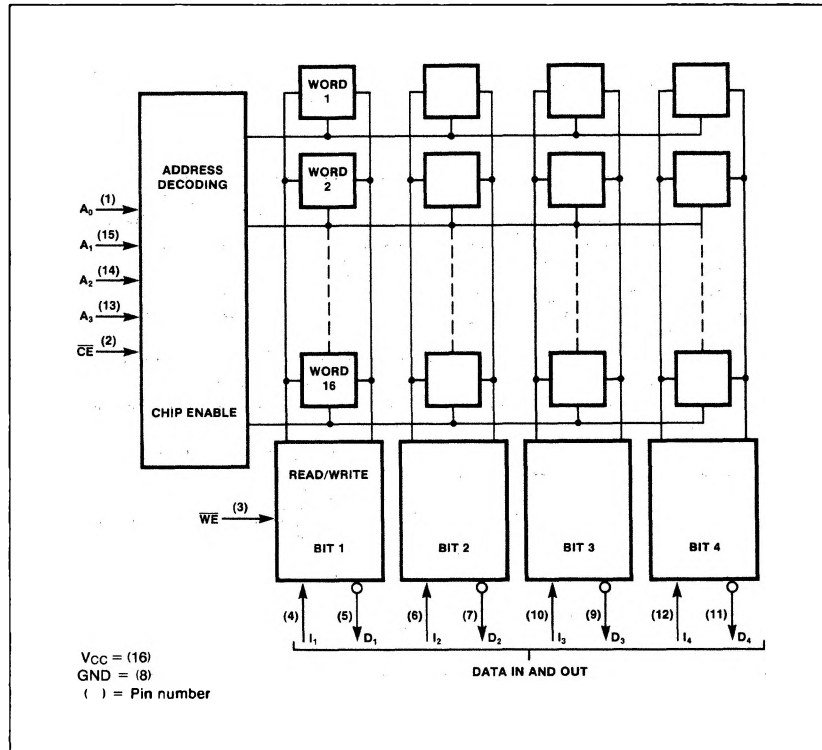 WORD
1
ADDRESS
DECODING
WORD
2
A₀ (1)
A₁ (15)
A₂ (14)
A₃ (13)
C̅E̅ (2)
WORD
16
CHIP ENABLE
READ/WRITE
W̅E̅ (3)
BIT 1 BIT 2 BIT 3 BIT 4
(4) (5) (6) (7) (10) (9) (12) (11)
I₁ D₁ I₂ D₂ I₃ D₃ I₄ D₄
DATA IN AND OUT
VCC = (16)
GND = (8)
( ) = Pin number